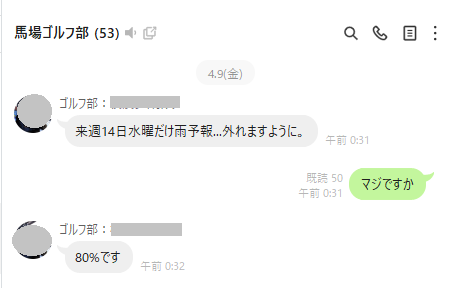 馬場ゴルフ部 (53)
4.9(金)
ゴルフ部：
来週14日水曜だけ雨予報...外れますように。
午前 0:31
既読 50
午前 0:31
マジですか
ゴルフ部：
80%です
午前 0:32